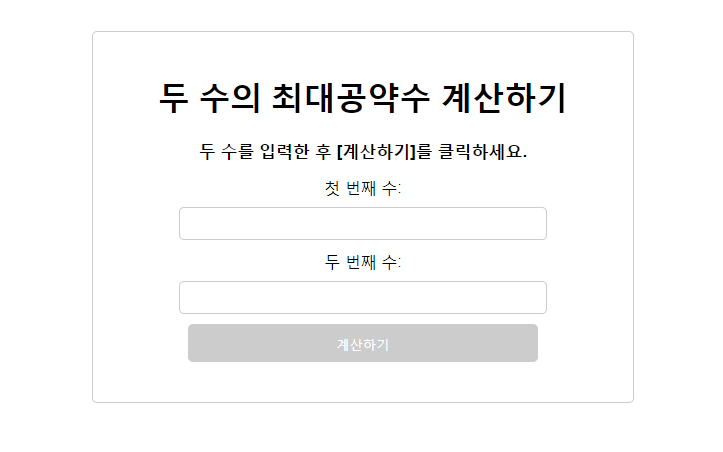 두 수의 최대공약수 계산하기
두 수를 입력한 후 [계산하기]를 클릭하세요.
첫 번째 수:
두 번째 수:
계산하기